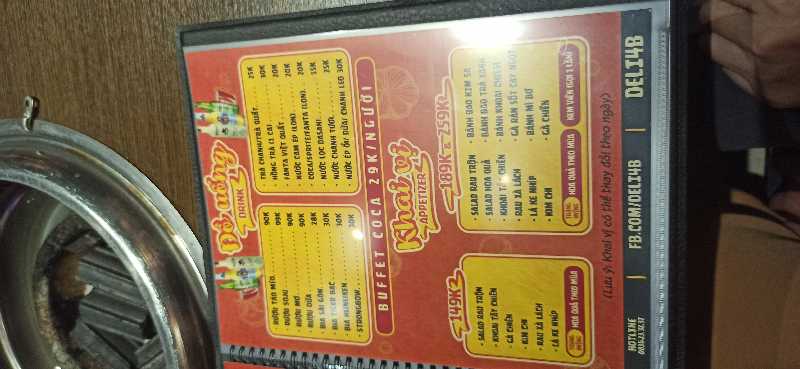 Đồ uống
DRINK
• RƯỢU TÁO MÈO 90K
• RƯỢU SOJU 99K
• RƯỢU MƠ 90K
• RƯỢU DỪA 90K
• BIA SÀI GÒN 28K
• BIA TIGER BẠC 30K
• BIA HEINEIKEN 30K
• STRONGBOW 30K
• TRÀ CHANH/TRÀ QUẤT 25K
• HỒNG TRÀ (1 CA) 30K
• FANTA VIỆT QUẤT 20K
• NƯỚC CAM ÉP (LON) 20K
• COCA/SPRITE/FANTA (LON) 20K
• NƯỚC LỌC DASANI 15K
• NƯỚC CHANH TƯƠI 25K
• NƯỚC ÉP ỔI/ DỨA/ CHANH LEO 30K
BUFFET COCA 29K/NGƯỜI
Khai vị
APPETIZER
149K
• SALAD RAU TRỘN
• KHOAI TÂY CHIÊN
• GÀ CHIÊN
• KIM CHI
• RAU XÀ LÁCH
• LÁ KE NHÍP
TRÁNG MIỆNG HOA QUẢ THEO MÙA
189K & 259K
• SALAD RAU TRỘN
• SALAD HOA QUẢ
• KHOAI TÂY CHIÊN
• RAU XÀ LÁCH
• LÁ KE NHÍP
• KIM CHI
• BÁNH BAO KIM SA
• BÁNH BAO TRÀ XANH
• BÁNH KHOAI
• GÀ RÁN SỐT CAY NGỌT
• BÁNH MÌ BƠ
• GÀ CHIÊN
TRÁNG MIỆNG HOA QUẢ THEO MÙA
KEM VIÊN (GỌI 1 LẦN)
(Lưu ý: Khai vị có thể thay đổi theo ngày)
HOTLINE
FB.COM/DELI4B
DELI4B